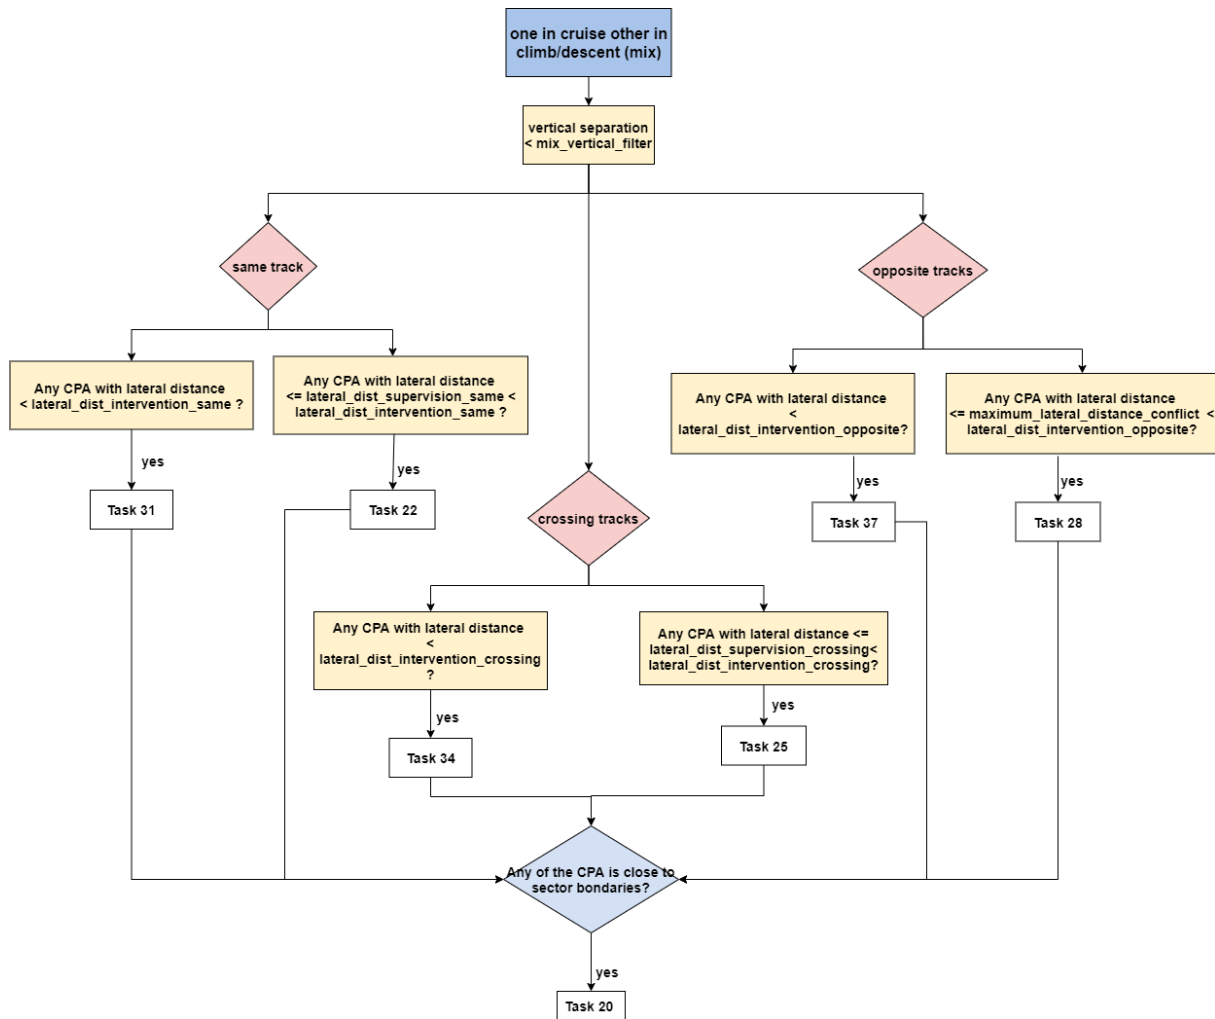 one in cruise other in
climb/descent (mix)
vertical separation
< mix_vertical_filter
same track
opposite tracks
Any CPA with lateral distance
< lateral_dist_intervention_same ?
Any CPA with lateral distance
<= lateral_dist_supervision_same <
lateral_dist_intervention_same ?
Any CPA with lateral distance
<
lateral_dist_intervention_opposite?
Any CPA with lateral distance
<= maximum_lateral_distance_conflict <
lateral_dist_intervention_opposite?
yes
yes
yes
yes
Task 31
Task 22
Task 37
Task 28
crossing tracks
Any CPA with lateral distance
<
lateral_dist_intervention_crossing
?
Any CPA with lateral distance <=
lateral_dist_supervision_crossing<
lateral_dist_intervention_crossing?
yes
yes
Task 34
Task 25
Any of the CPA is close to
sector bondaries?
yes
Task 20